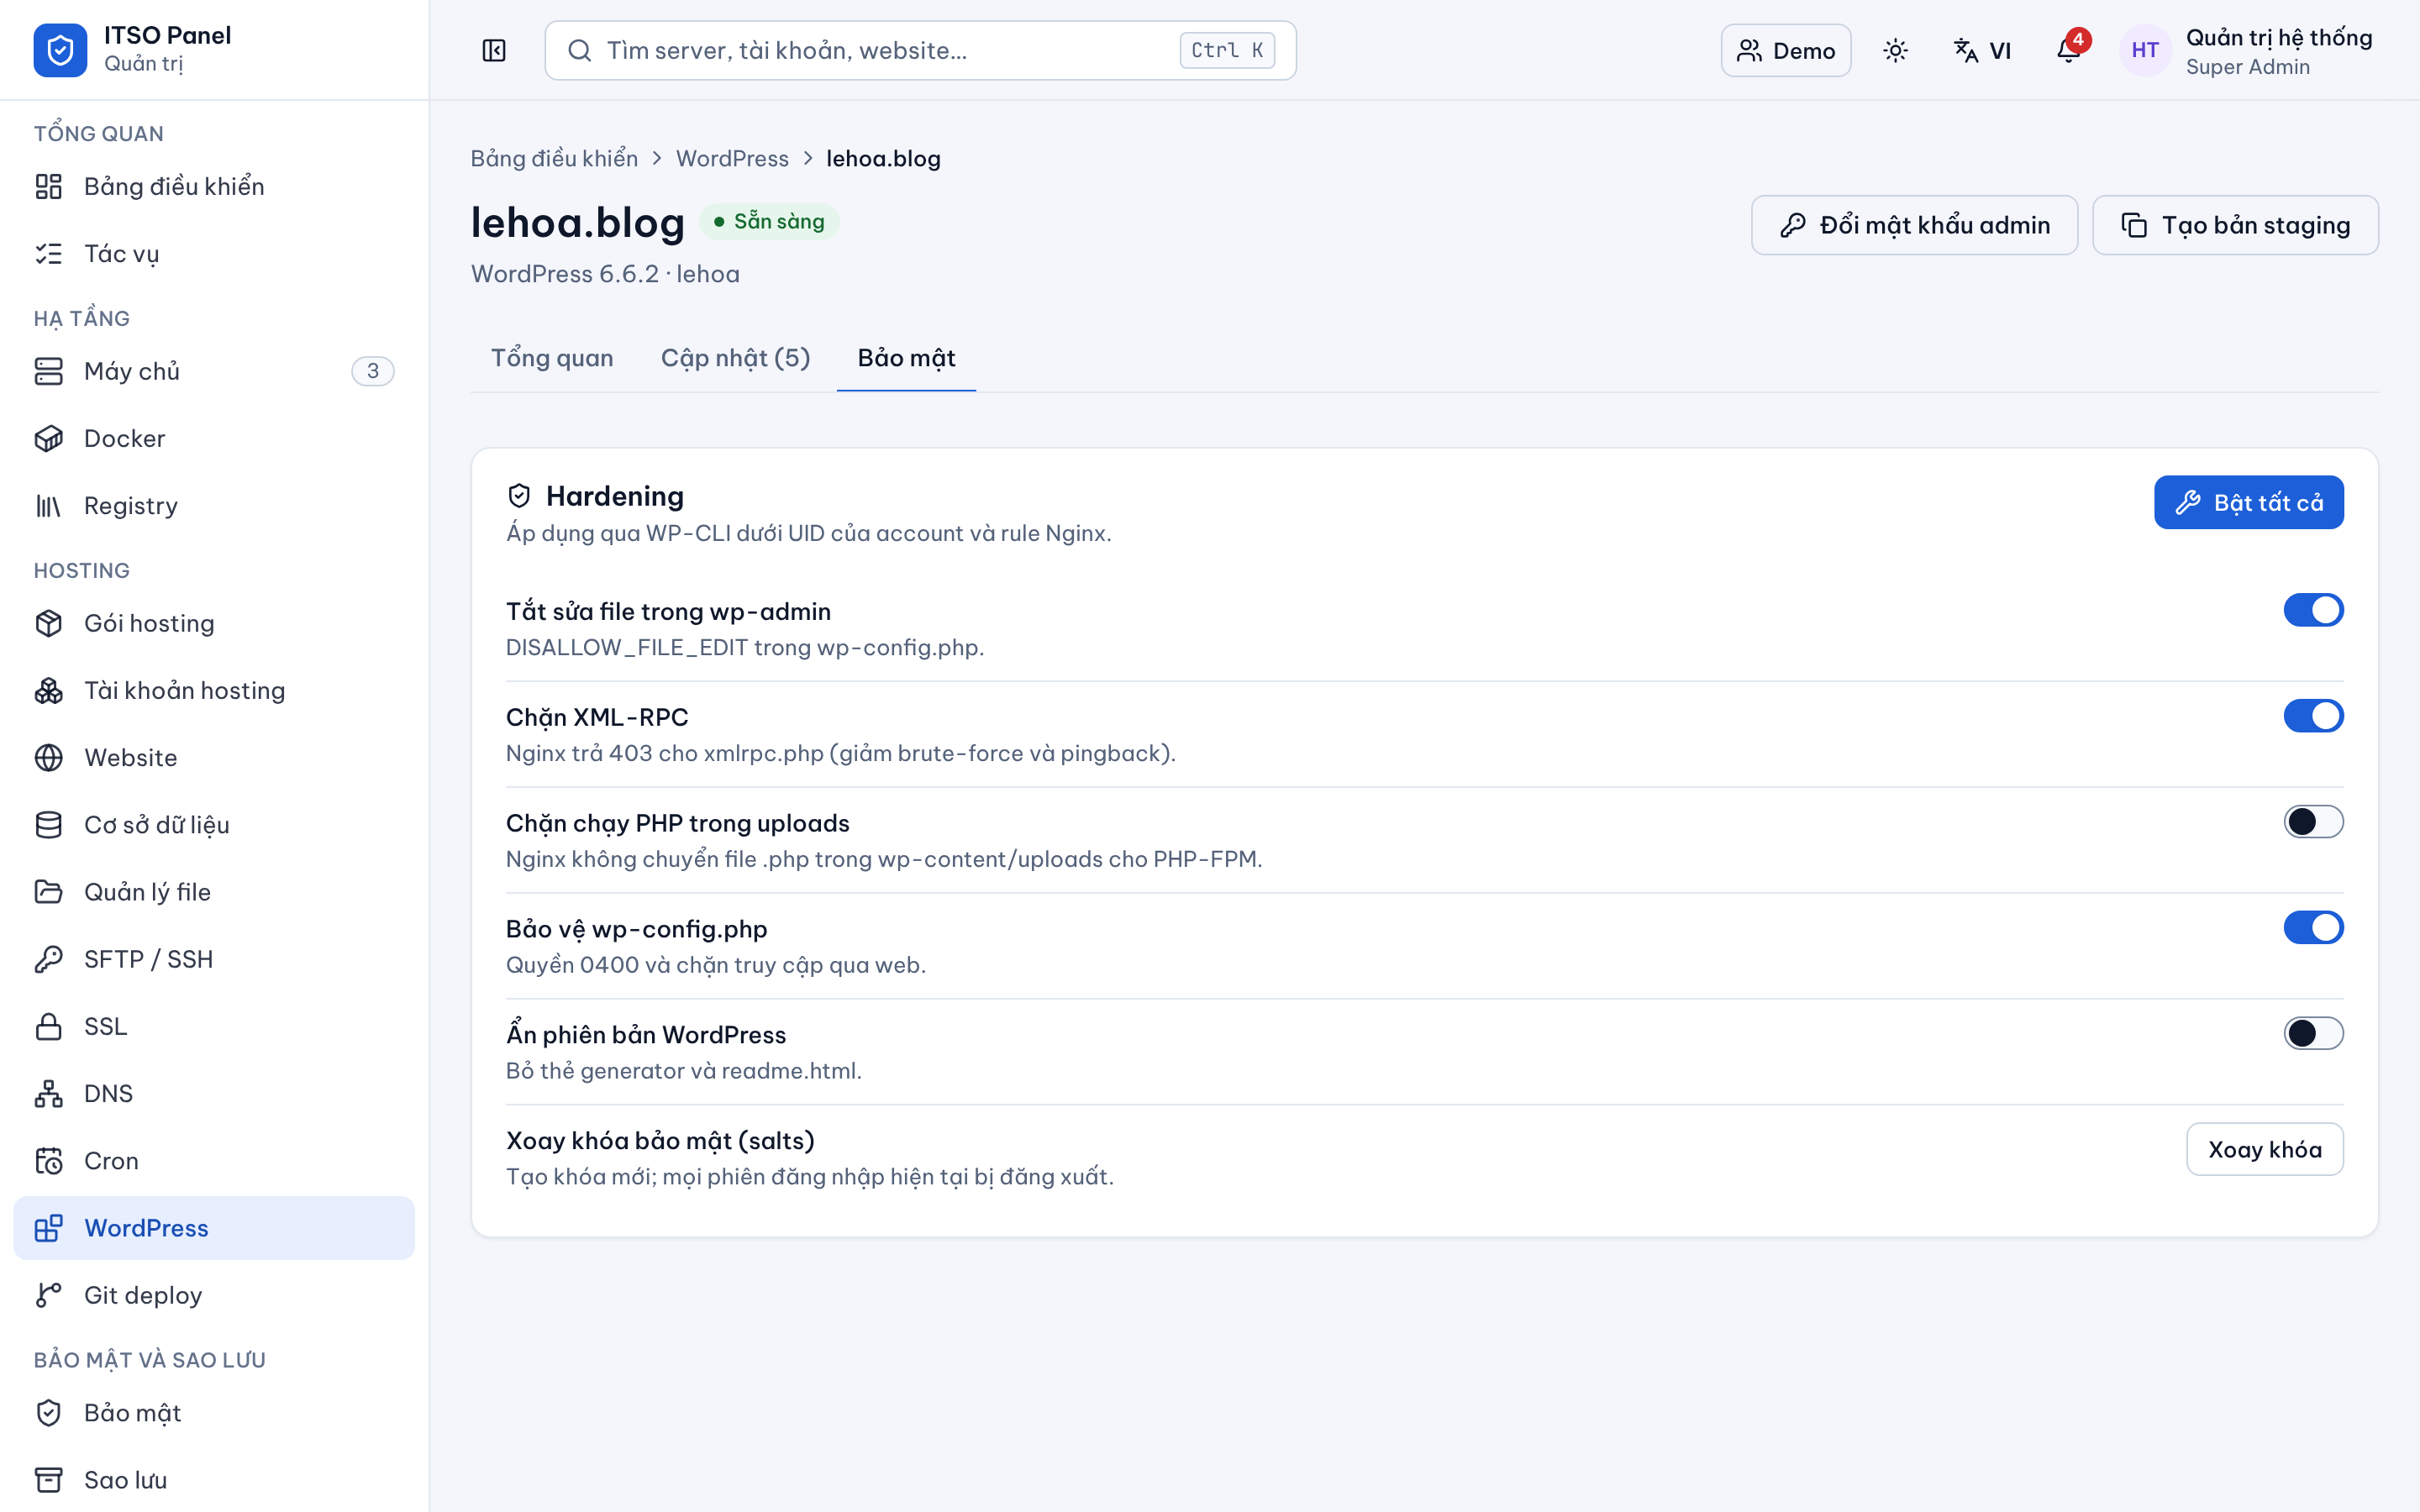 ITSO Panel
Quản trị
Tìm server, tài khoản, website...
Ctrl K
Demo
VI
4
HT
Quản trị hệ thống
Super Admin
TỔNG QUAN
Bảng điều khiển
Tác vụ
HẠ TẦNG
Máy chủ
3
Docker
Registry
HOSTING
Gói hosting
Tài khoản hosting
Website
Cơ sở dữ liệu
Quản lý file
SFTP / SSH
SSL
DNS
Cron
WordPress
Git deploy
BẢO MẬT VÀ SAO LƯU
Bảo mật
Sao lưu
Bảng điều khiển > WordPress > lehoa.blog
lehoa.blog
Sẵn sàng
WordPress 6.6.2 · lehoa
Đổi mật khẩu admin
Tạo bản staging
Tổng quan
Cập nhật (5)
Bảo mật
Hardening
Áp dụng qua WP-CLI dưới UID của account và rule Nginx.
Bật tất cả
Tắt sửa file trong wp-admin
DISALLOW_FILE_EDIT trong wp-config.php.
Chặn XML-RPC
Nginx trả 403 cho xmlrpc.php (giảm brute-force và pingback).
Chặn chạy PHP trong uploads
Nginx không chuyển file .php trong wp-content/uploads cho PHP-FPM.
Bảo vệ wp-config.php
Quyền 0400 và chặn truy cập qua web.
Ẩn phiên bản WordPress
Bỏ thẻ generator và readme.html.
Xoay khóa bảo mật (salts)
Tạo khóa mới; mọi phiên đăng nhập hiện tại bị đăng xuất.
Xoay khóa